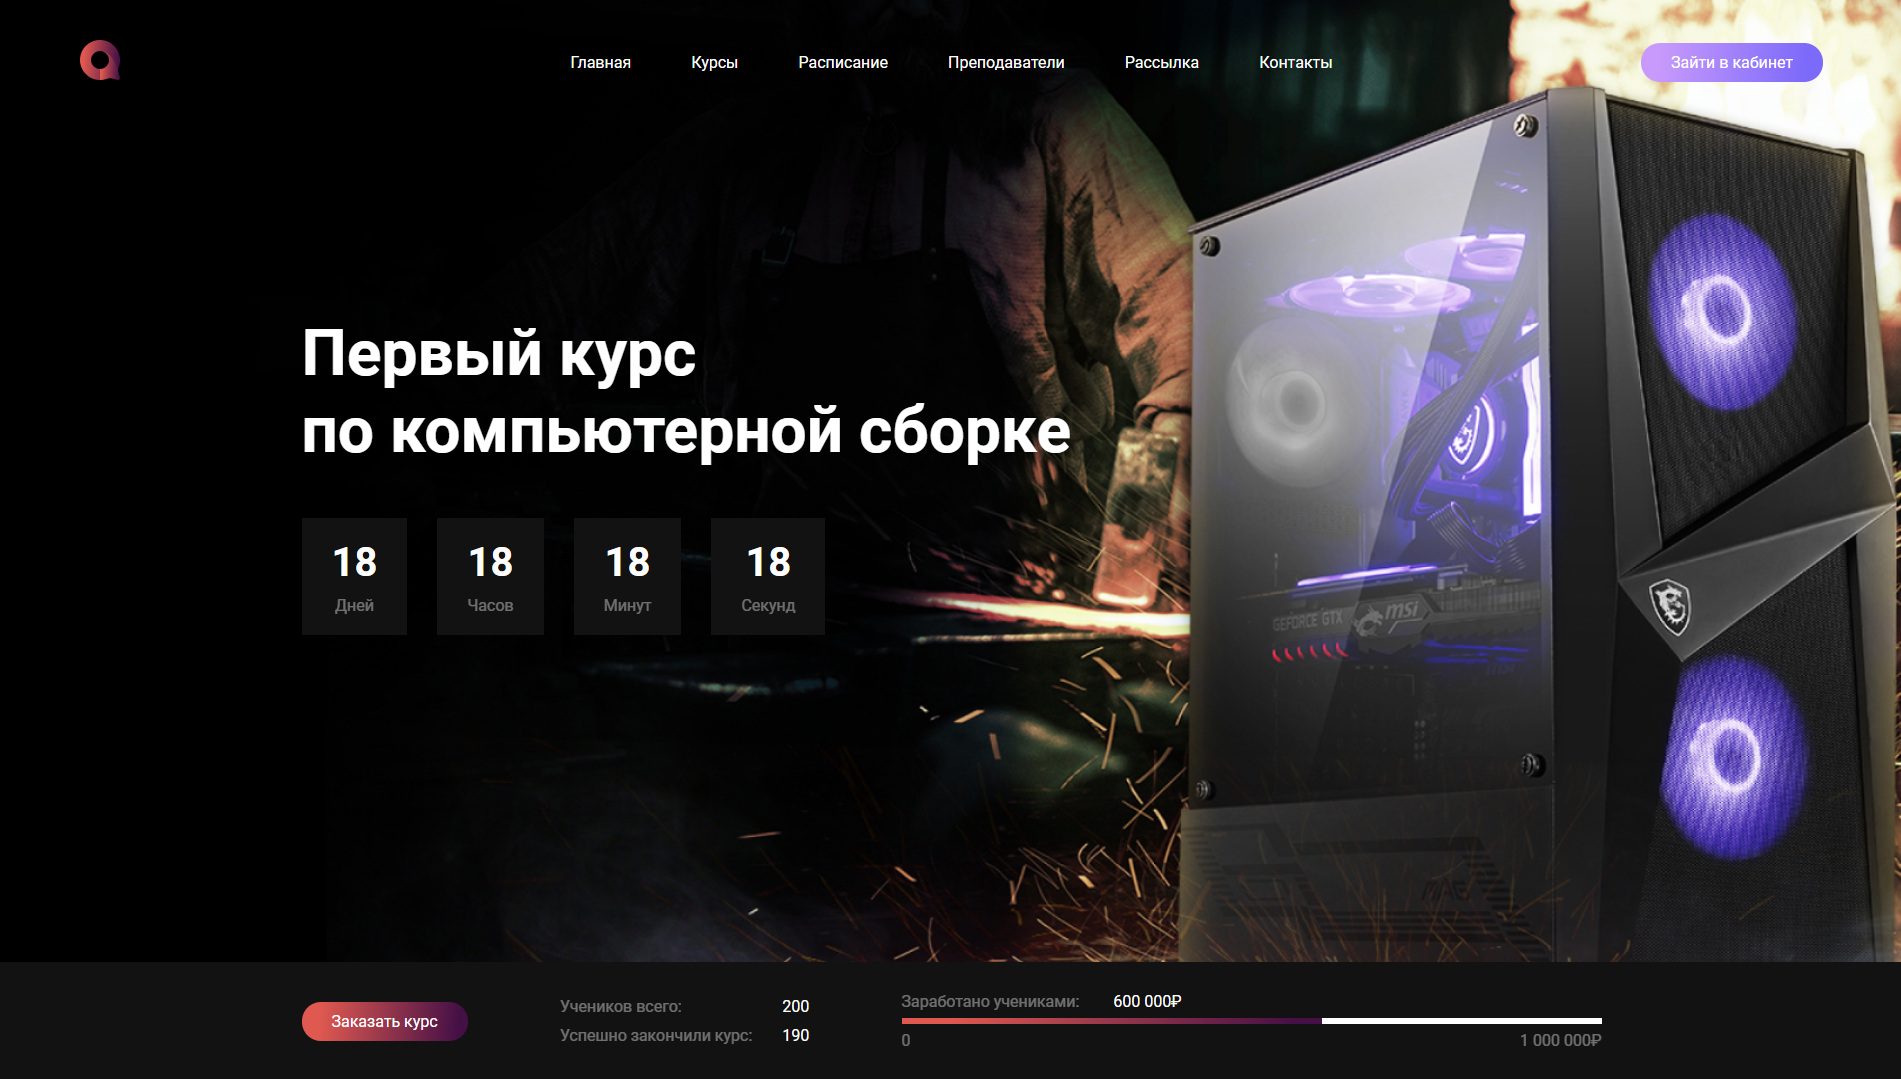 Главная Курсы Расписание Преподаватели Рассылка Контакты Зайти в кабинет
Первый курс
по компьютерной сборке
18 18 18 18
Дней Часов Минут Секунд
GEFORCE GTX msi
Заказать курс
Учеников всего: 200
Успешно закончили курс: 190
Заработано учениками: 600 000₽
0 1 000 000₽